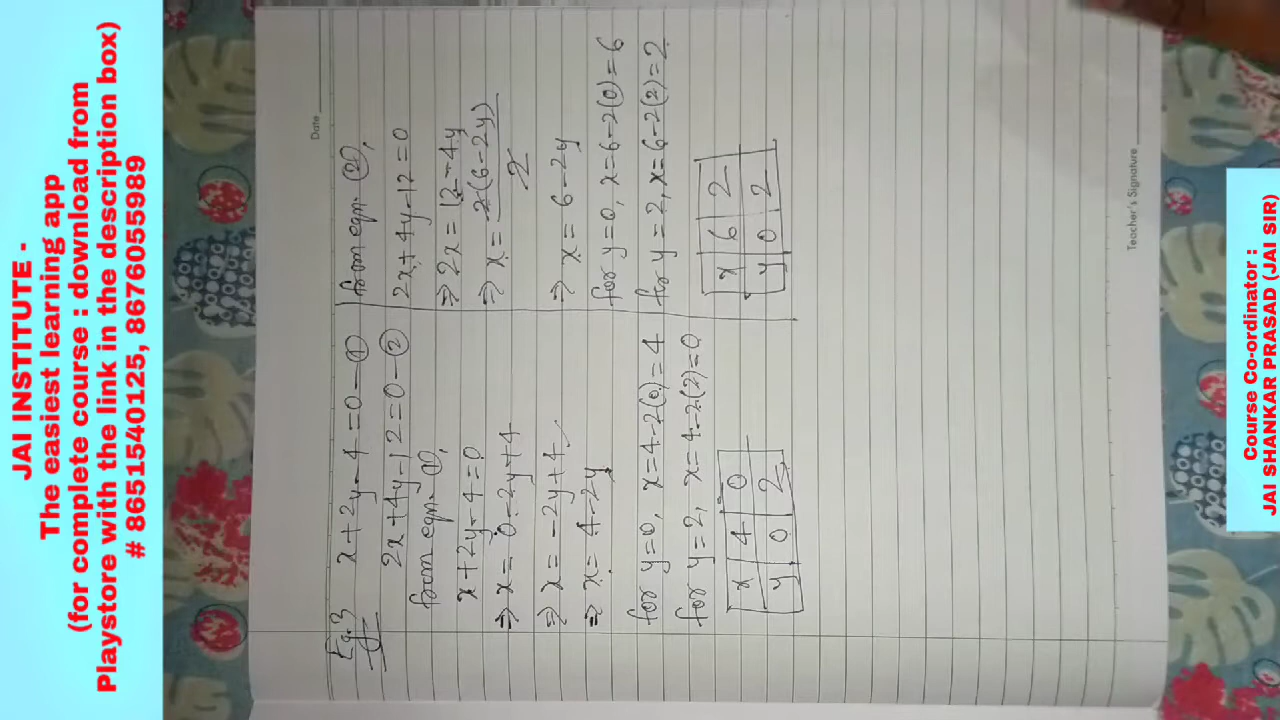 JAI INSTITUTE -
The easiest learning app
(for complete course : download from
Playstore with the link in the description box)
# 8651540125, 8676055989
Date
Eg.3 x + 2y - 4 = 0 - ①
2x + 4y - 12 = 0 - ②
from eqn. ①,
x + 2y - 4 = 0
⇒ x = 0 - 2y + 4
⇒ x = -2y + 4
⇒ x = 4 - 2y
for y = 0, x = 4 - 2(0) = 4
for y = 2, x = 4 - 2(2) = 0
x 4 0
y 0 2
from eqn. ②,
2x + 4y - 12 = 0
⇒ 2x = 12 - 4y
⇒ x = 2(6 - 2y)
2
⇒ x = 6 - 2y
for y = 0, x = 6 - 2(0) = 6
for y = 2, x = 6 - 2(2) = 2
x 6 2
y 0 2
Teacher's Signature
Course Co-ordinator :
JAI SHANKAR PRASAD (JAI SIR)